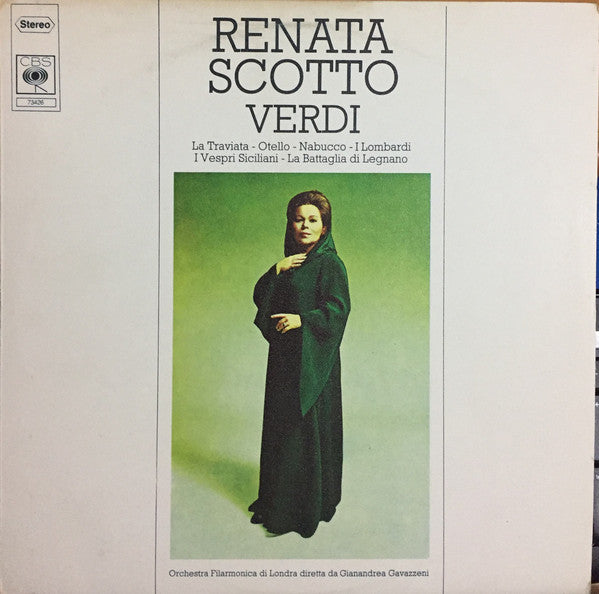 Stereo
CBS
73426
RENATA
SCOTTO
VERDI
La Traviata - Otello - Nabucco - I Lombardi
I Vespri Siciliani - La Battaglia di Legnano
Orchestra Filarmonica di Londra diretta da Gianandrea Gavazzeni